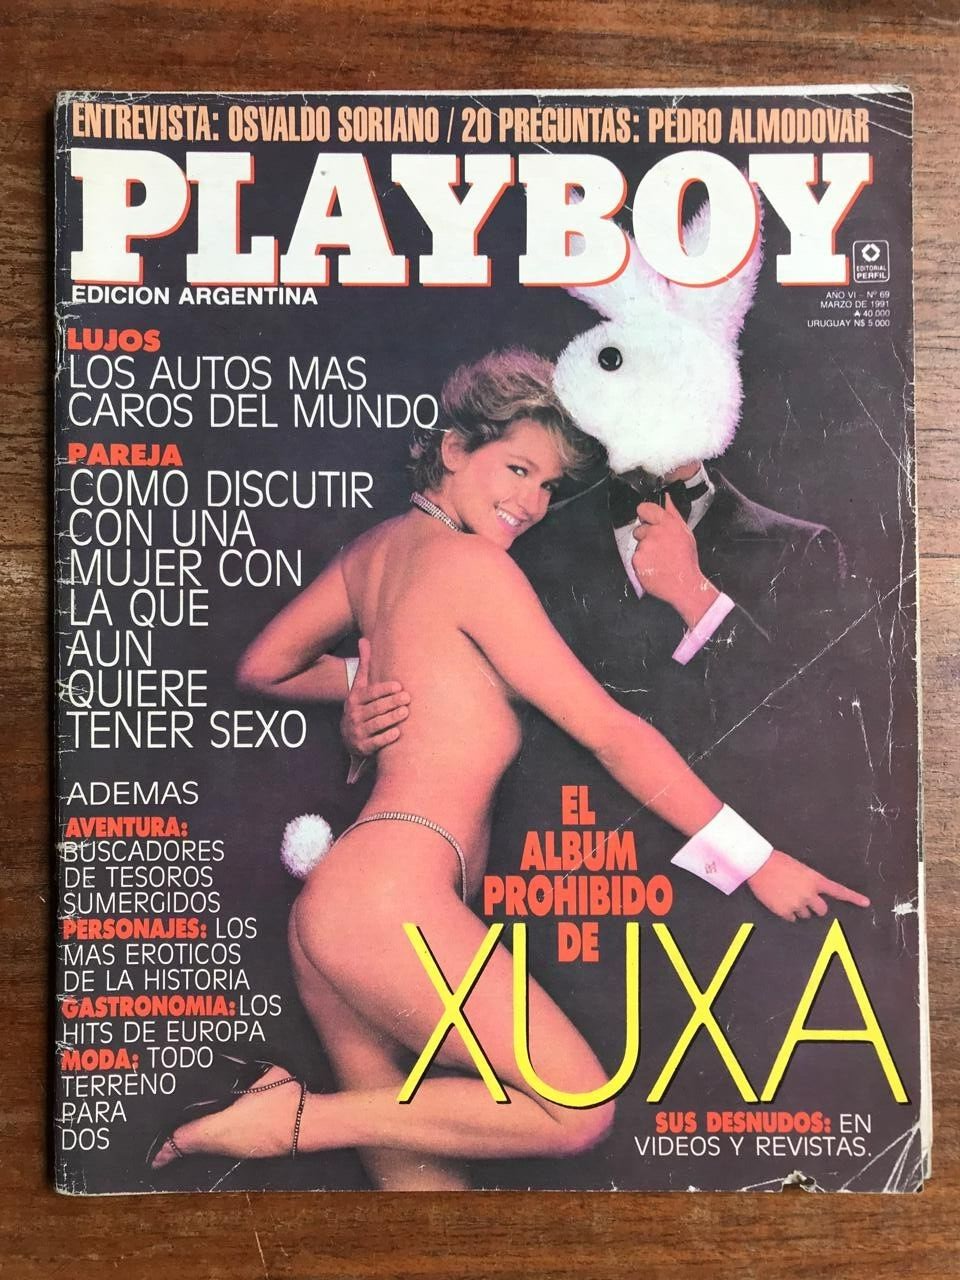 ENTREVISTA: OSVALDO SORIANO / 20 PREGUNTAS: PEDRO ALMODOVAR
PLAYBOY
EDICION ARGENTINA
EDITORIAL
PERFIL
AÑO VI - Nº 69
MARZO DE 1991
₳ 40.000
URUGUAY N$ 5.000
LUJOS
LOS AUTOS MAS
CAROS DEL MUNDO
PAREJA
COMO DISCUTIR
CON UNA
MUJER CON
LA QUE
AUN
QUIERE
TENER SEXO
ADEMAS
AVENTURA:
BUSCADORES
DE TESOROS
SUMERGIDOS
PERSONAJES: LOS
MAS EROTICOS
DE LA HISTORIA
GASTRONOMIA: LOS
HITS DE EUROPA
MODA: TODO
TERRENO
PARA
DOS
EL
ALBUM
PROHIBIDO
DE
XUXA
SUS DESNUDOS: EN
VIDEOS Y REVISTAS.